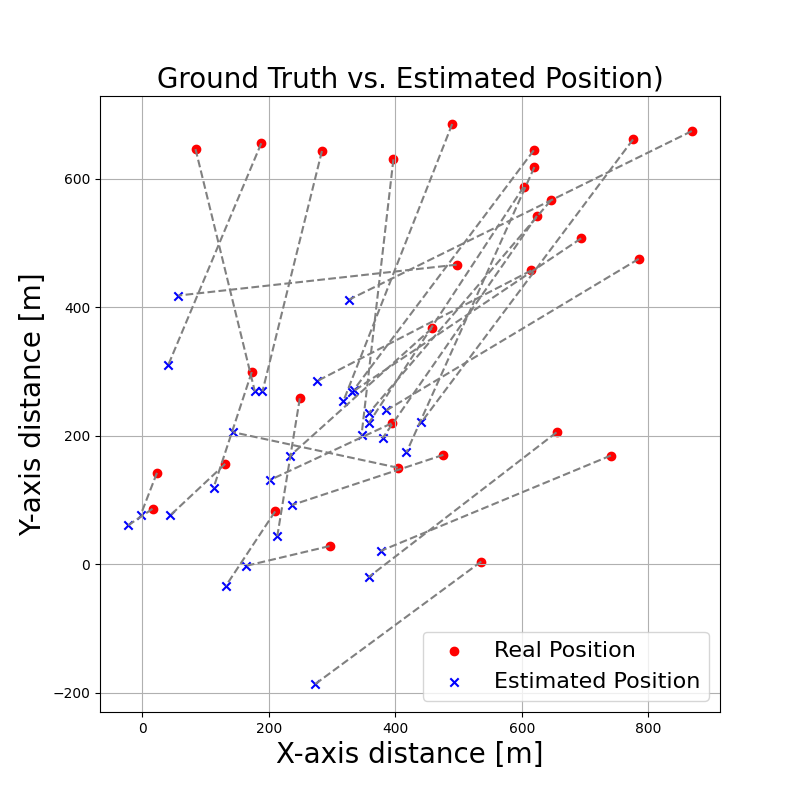 Ground Truth vs. Estimated Position)
Y-axis distance [m]
600
400
200
0
−200
0 200 400 600 800
X-axis distance [m]
Real Position
Estimated Position